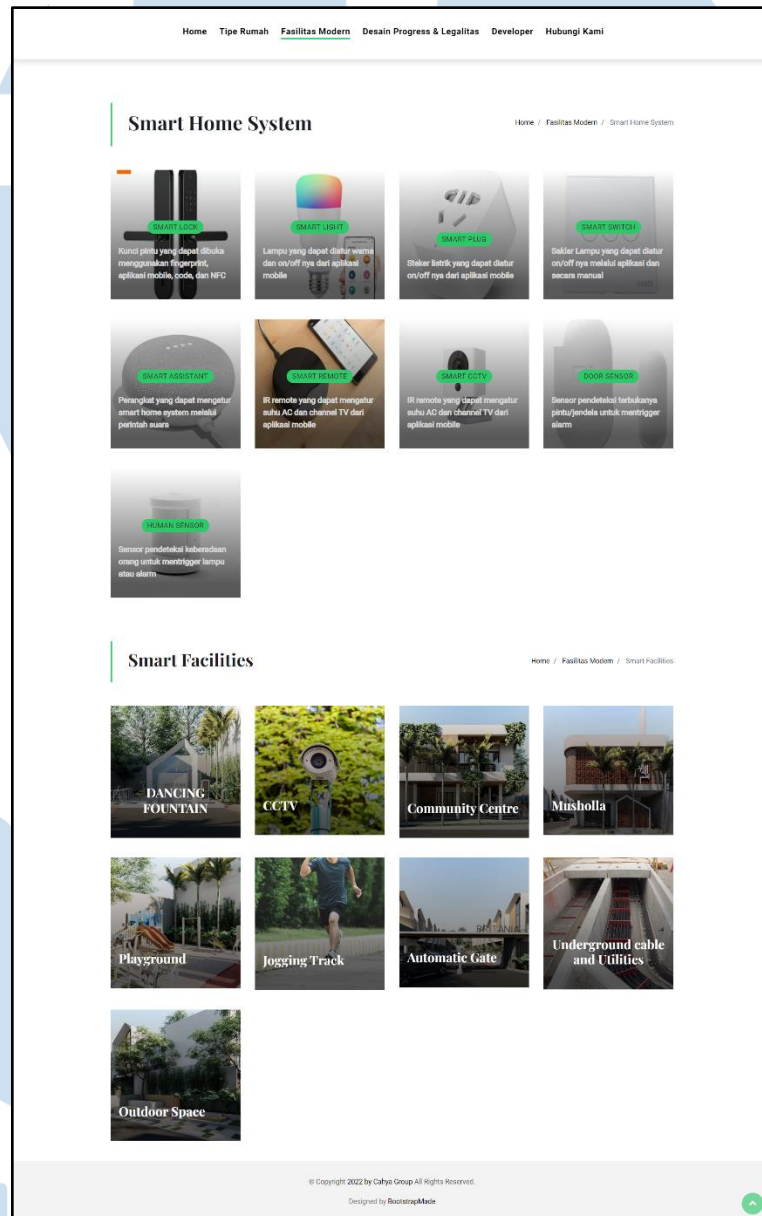 Home Tipe Rumah Fasilitas Modern Desain Progress & Legalitas Developer Hubungi Kami
Smart Home System
Home / Fasilitas Modern / Smart Home System
SMART LOCK
Kunci pintu yang dapat dibuka
menggunakan fingerprint,
aplikasi mobile, code, dan NFC
SMART LIGHT
Lampu yang dapat diatur warna
dan on/off nya dari aplikasi
mobile
SMART PLUG
Steker listrik yang dapat diatur
on/off nya dari aplikasi mobile
SMART SWITCH
Saklar Lampu yang dapat diatur
on/off nya melalui aplikasi dan
secara manual
SMART ASSISTANT
Perangkat yang dapat mengatur
smart home system melalui
perintah suara
SMART REMOTE
IR remote yang dapat mengatur
suhu AC dan channel TV dari
aplikasi mobile
SMART CCTV
IR remote yang dapat mengatur
suhu AC dan channel TV dari
aplikasi mobile
DOOR SENSOR
Sensor pendeteksi terbukanya
pintu/jendela untuk mentrigger
alarm
HUMAN SENSOR
Sensor pendeteksi keberadaan
orang untuk mentrigger lampu
atau alarm
Smart Facilities
Home / Fasilitas Modern / Smart Facilities
DANCING
FOUNTAIN
CCTV
Community Centre
Musholla
Playground
Jogging Track
BRITANIA
Automatic Gate
Underground cable
and Utilities
Outdoor Space
© Copyright 2022 by Cahya Group All Rights Reserved.
Designed by BootstrapMade